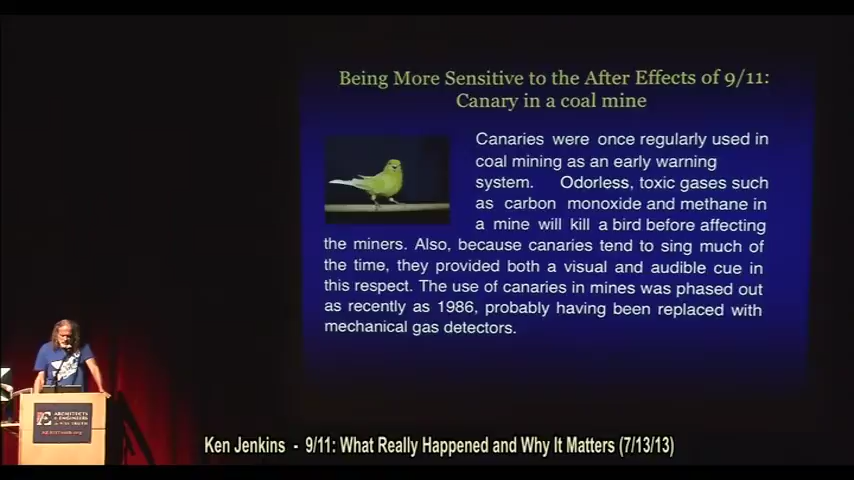 Being More Sensitive to the After Effects of 9/11:
Canary in a coal mine
Canaries were once regularly used in
coal mining as an early warning
system. Odorless, toxic gases such
as carbon monoxide and methane in
a mine will kill a bird before affecting
the miners. Also, because canaries tend to sing much of
the time, they provided both a visual and audible cue in
this respect. The use of canaries in mines was phased out
as recently as 1986, probably having been replaced with
mechanical gas detectors.
ARCHITECTS
Ken Jenkins - 9/11: What Really Happened and Why It Matters (7/13/13)